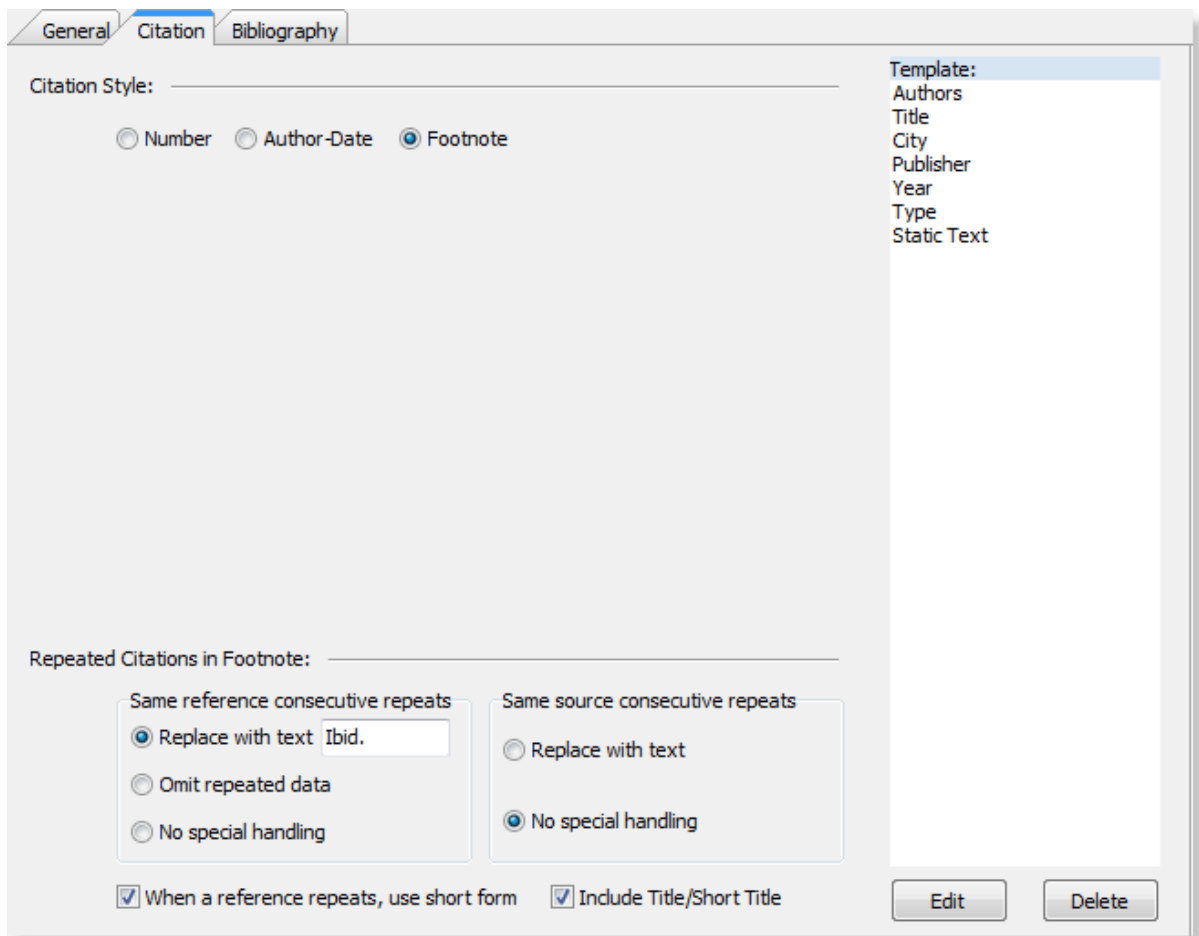 General Citation Bibliography
Citation Style:
Number Author-Date Footnote
Repeated Citations in Footnote:
Same reference consecutive repeats
Replace with text Ibid.
Omit repeated data
No special handling
Same source consecutive repeats
Replace with text
No special handling
When a reference repeats, use short form Include Title/Short Title
Template:
Authors
Title
City
Publisher
Year
Type
Static Text
Edit Delete